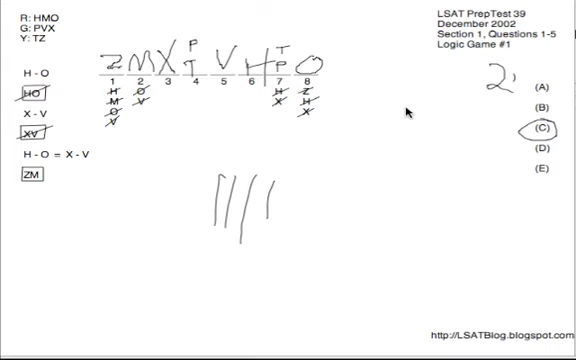 R: HMO
G: PVX
Y: TZ
LSAT PrepTest 39
December 2002
Section 1, Questions 1-5
Logic Game #1
Z M X P T V H T P O
1 2 3 4 5 6 7 8
H O H Z
M V X H
O X
V
H - O
HO
X - V
XV
H - O = X - V
ZM
2
(A)
(B)
(C)
(D)
(E)
http://LSATBlog.blogspot.com